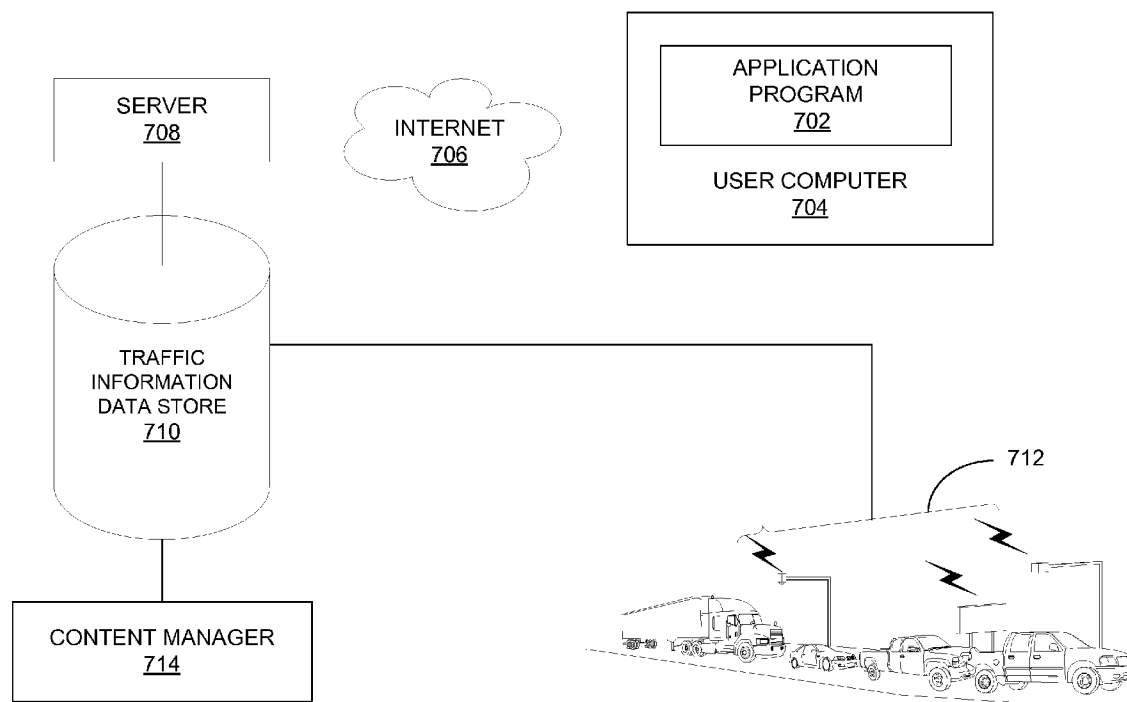 SERVER
708
INTERNET
706
APPLICATION
PROGRAM
702
USER COMPUTER
704
TRAFFIC
INFORMATION
DATA STORE
710
712
CONTENT MANAGER
714